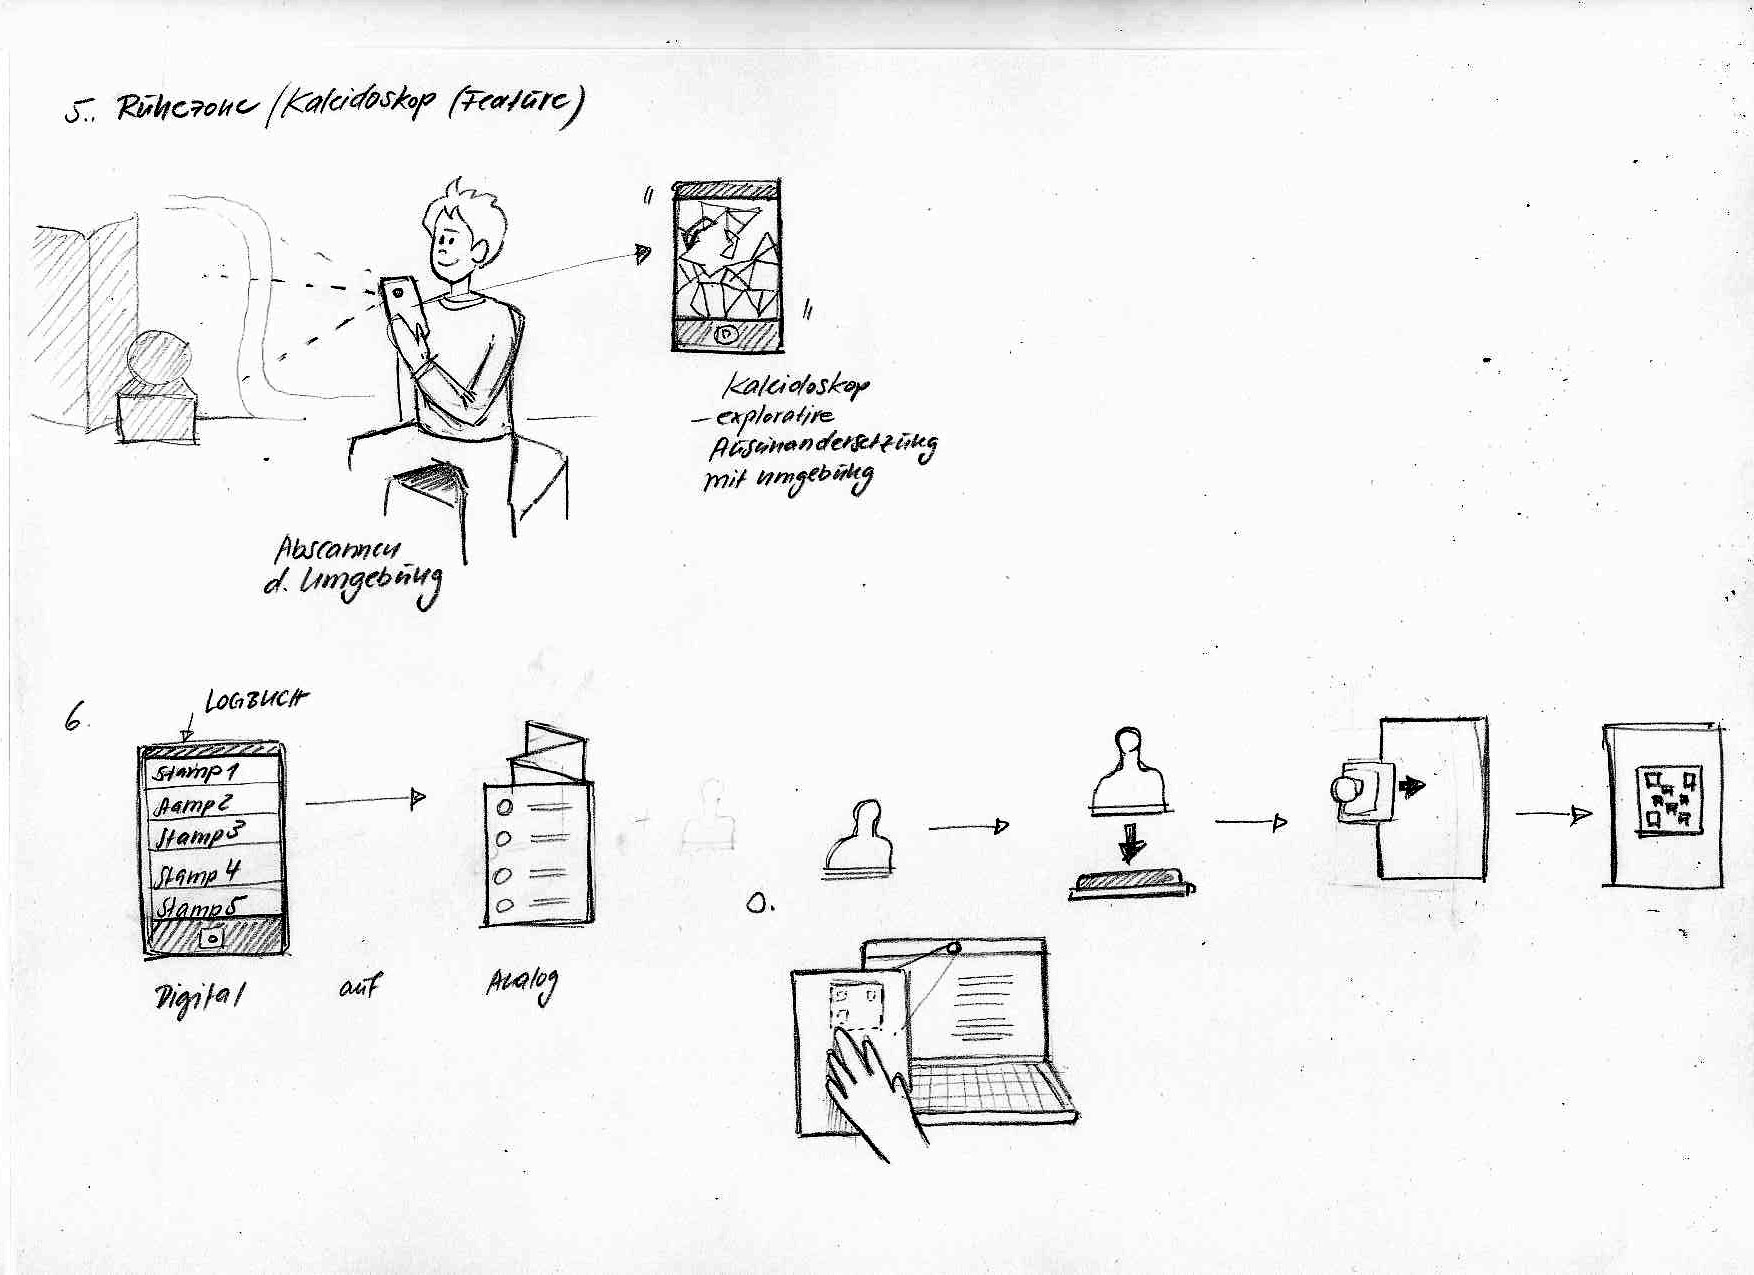 5.. Ruhezone / Kaleidoskop (Feature)
Kaleidoskop
– explorative
Auseinandersetzung
mit Umgebung
Abscannen
d. Umgebung
6.
LOGBUCH
Stamp 1
Stamp 2
Stamp 3
Stamp 4
Stamp 5
Digital auf Analog
O.